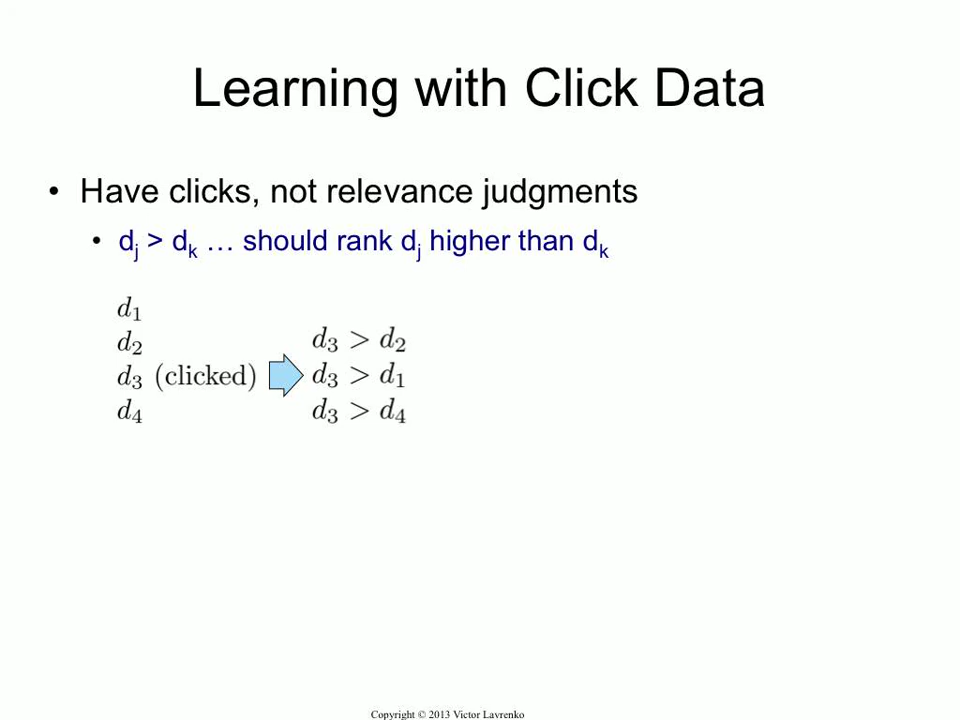 Learning with Click Data
• Have clicks, not relevance judgments
• dj > dk … should rank dj higher than dk
d1
d2
d3 (clicked)
d4
d3 > d2
d3 > d1
d3 > d4
Copyright © 2013 Victor Lavrenko